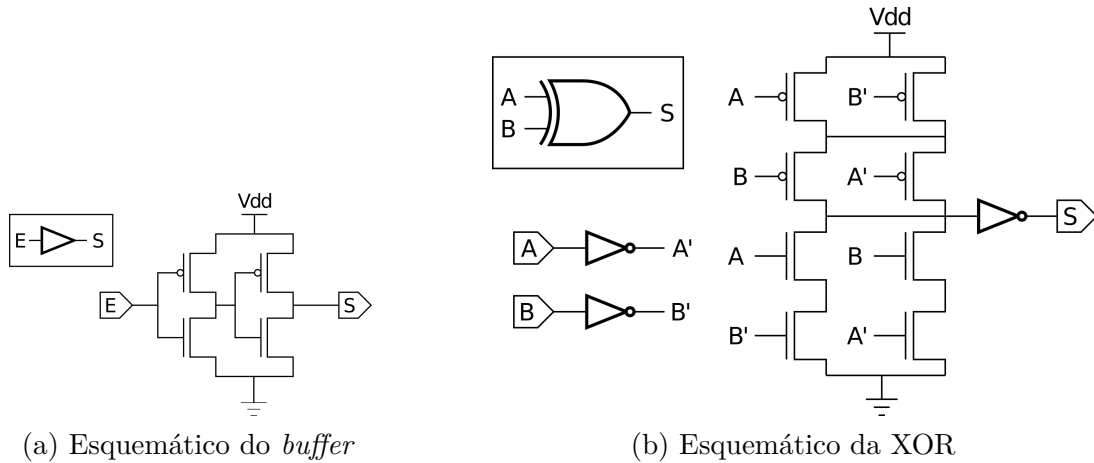 Vdd
A
B
S
A
B'
B
A'
Vdd
E
S
S
A
A'
A
B
E
S
B
B'
B'
A'
(a) Esquemático do buffer
(b) Esquemático da XOR